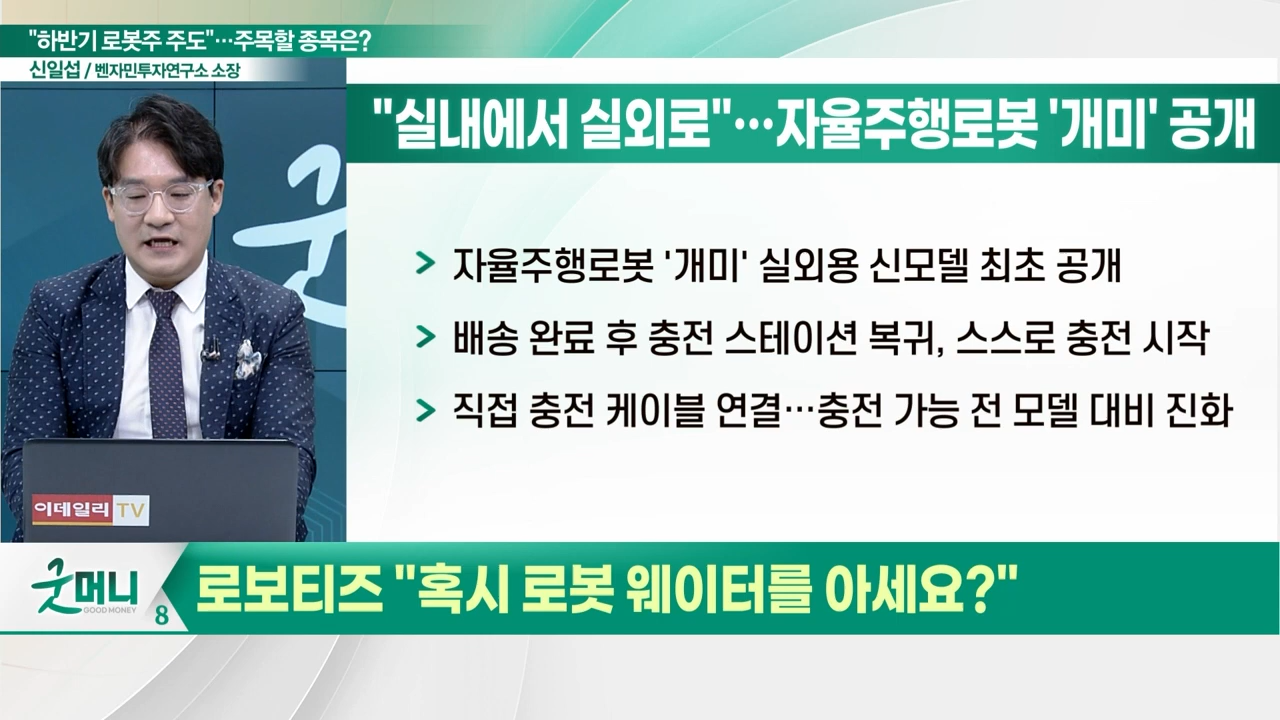 "하반기 로봇주 주도"…주목할 종목은?
신일섭 / 벤자민투자연구소 소장
"실내에서 실외로"…자율주행로봇 '개미' 공개
> 자율주행로봇 '개미' 실외용 신모델 최초 공개
> 배송 완료 후 충전 스테이션 복귀, 스스로 충전 시작
> 직접 충전 케이블 연결…충전 가능 전 모델 대비 진화
굿
이데일리 TV
굿머니
GOOD MONEY
8
로보티즈 "혹시 로봇 웨이터를 아세요?"